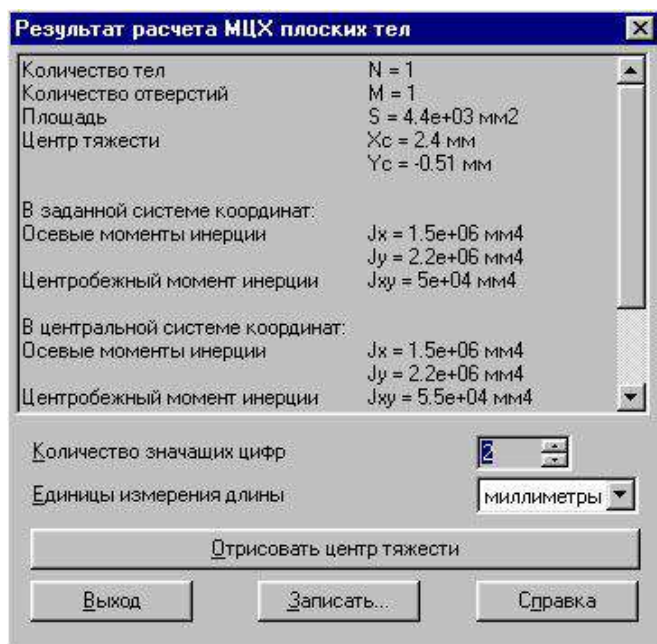 Результат расчета МЦХ плоских тел
Количество тел N = 1
Количество отверстий M = 1
Площадь S = 4.4e+03 мм2
Центр тяжести Xc = 2.4 мм
Yc = -0.51 мм
В заданной системе координат:
Осевые моменты инерции Jx = 1.5e+06 мм4
Jy = 2.2e+06 мм4
Центробежный момент инерции Jxy = 5e+04 мм4
В центральной системе координат:
Осевые моменты инерции Jx = 1.5e+06 мм4
Jy = 2.2e+06 мм4
Центробежный момент инерции Jxy = 5.5e+04 мм4
Количество значащих цифр 2
Единицы измерения длины миллиметры
Отрисовать центр тяжести
Выход Записать... Справка